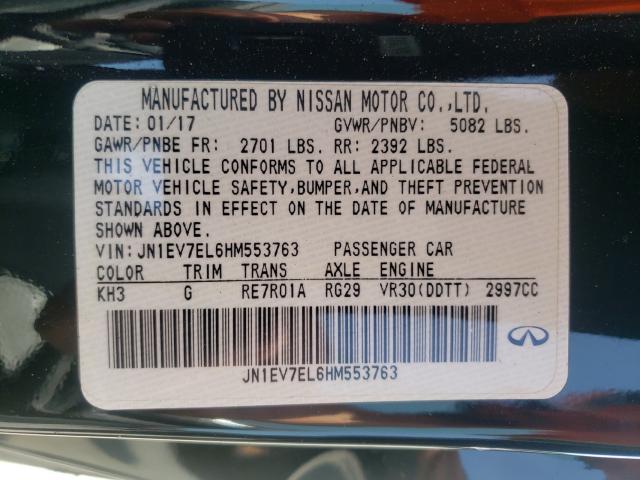 MANUFACTURED BY NISSAN MOTOR CO.,LTD.
DATE: 01/17 GVWR/PNBV: 5082 LBS.
GAWR/PNBE FR: 2701 LBS. RR: 2392 LBS.
THIS VEHICLE CONFORMS TO ALL APPLICABLE FEDERAL
MOTOR VEHICLE SAFETY,BUMPER,AND THEFT PREVENTION
STANDARDS IN EFFECT ON THE DATE OF MANUFACTURE
SHOWN ABOVE.
VIN:JN1EV7EL6HM553763 PASSENGER CAR
COLOR TRIM TRANS AXLE ENGINE
KH3 G RE7R01A RG29 VR30(DDTT) 2997CC
JN1EV7EL6HM553763